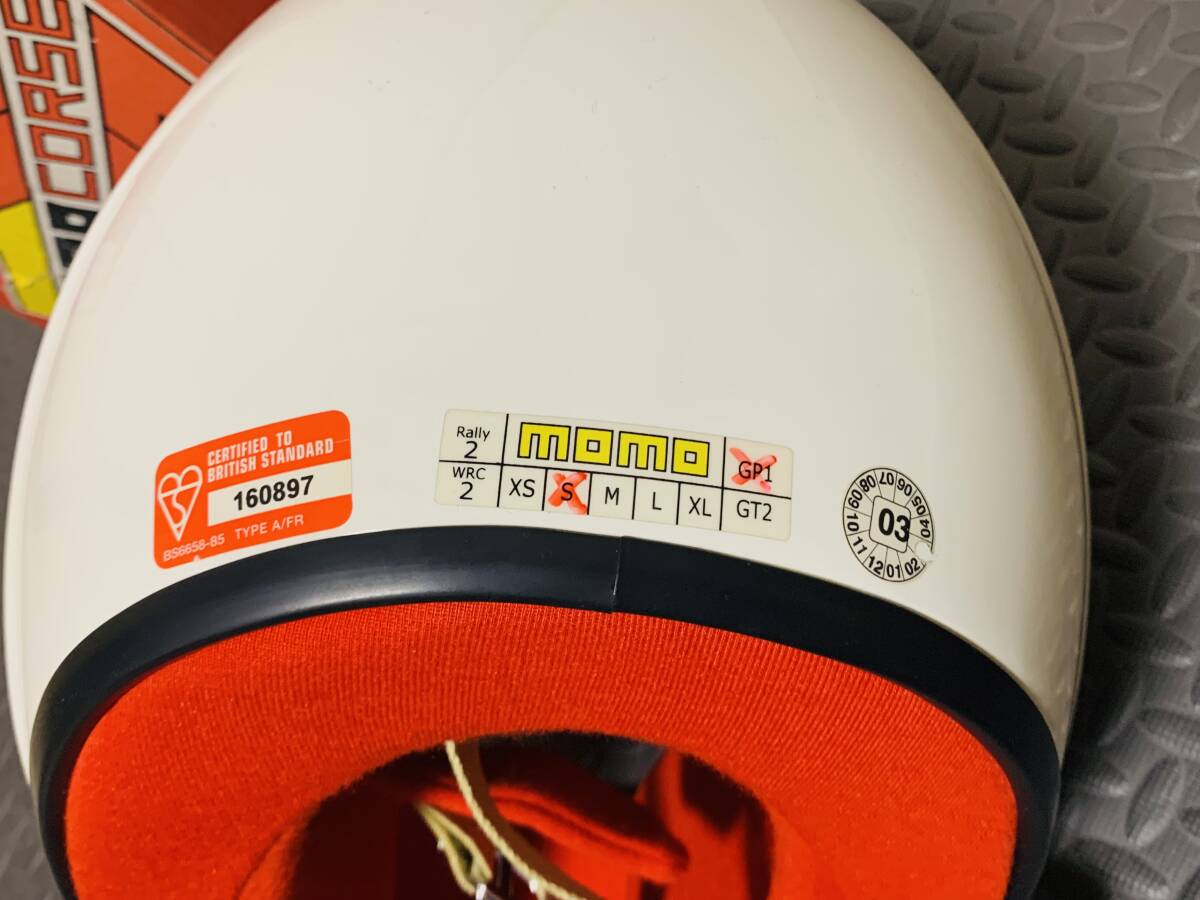 CORSE
CERTIFIED TO
BRITISH STANDARD
160897
BS6658-85 TYPE A/FR
Rally
2
momo
GP1
WRC
2
XS S M L XL
GT2
03
04 05 06 07 08 09 10 11 12 01 02